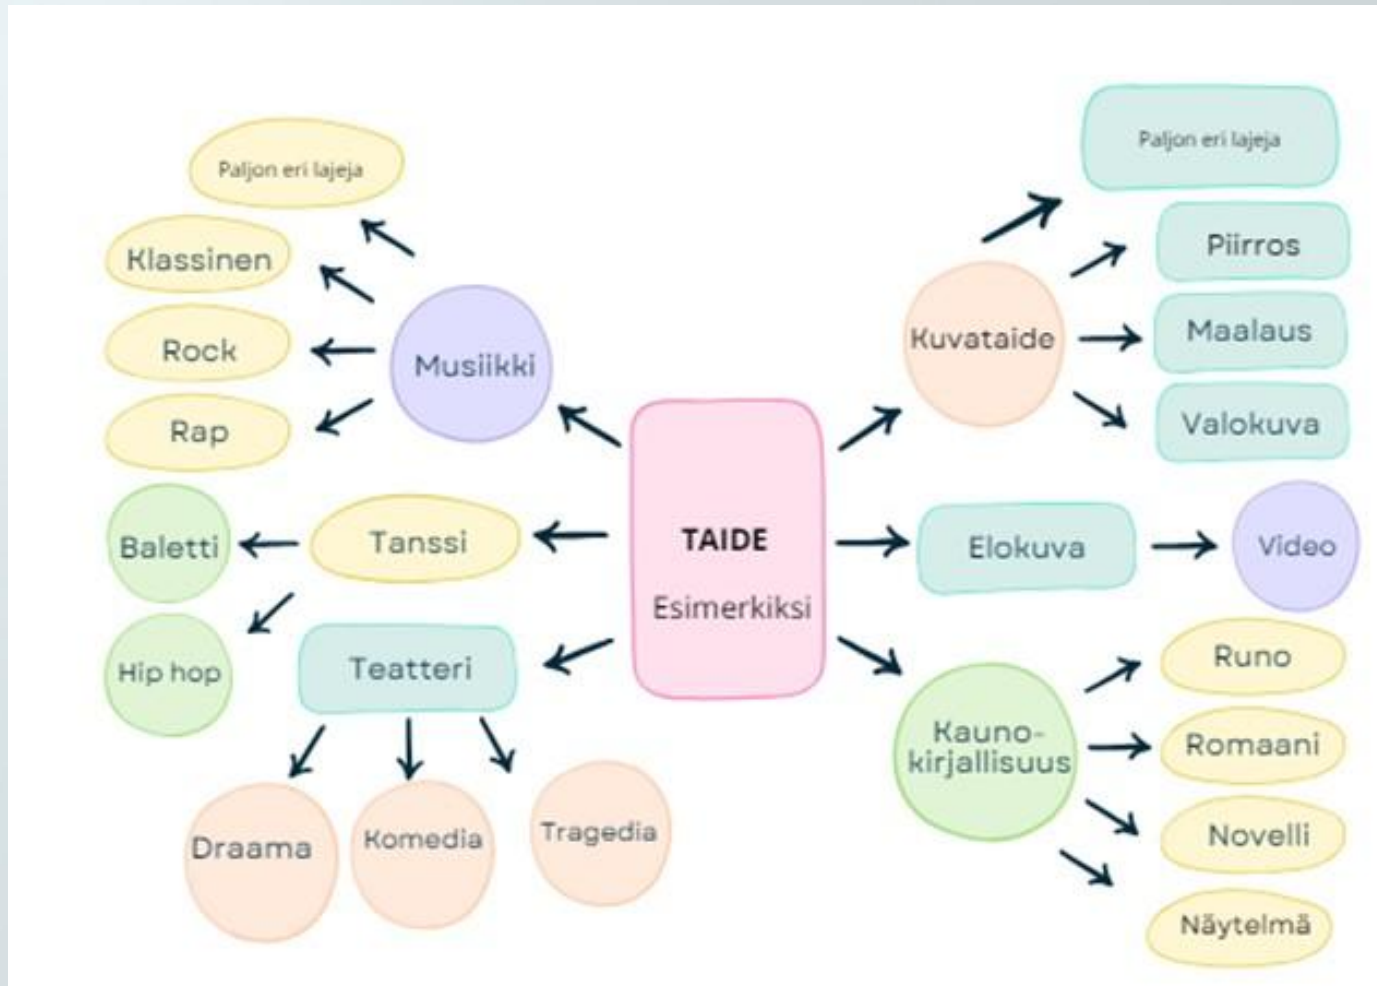 Paljon eri lajeja
Klassinen
Rock
Rap
Musiikki
Baletti
Hip hop
Tanssi
Teatteri
Draama
Komedia
Tragedia
TAIDE
Esimerkiksi
Kuvataide
Paljon eri lajeja
Piirros
Maalaus
Valokuva
Elokuva
Video
Kauno-
kirjallisuus
Runo
Romaani
Novelli
Näytelmä